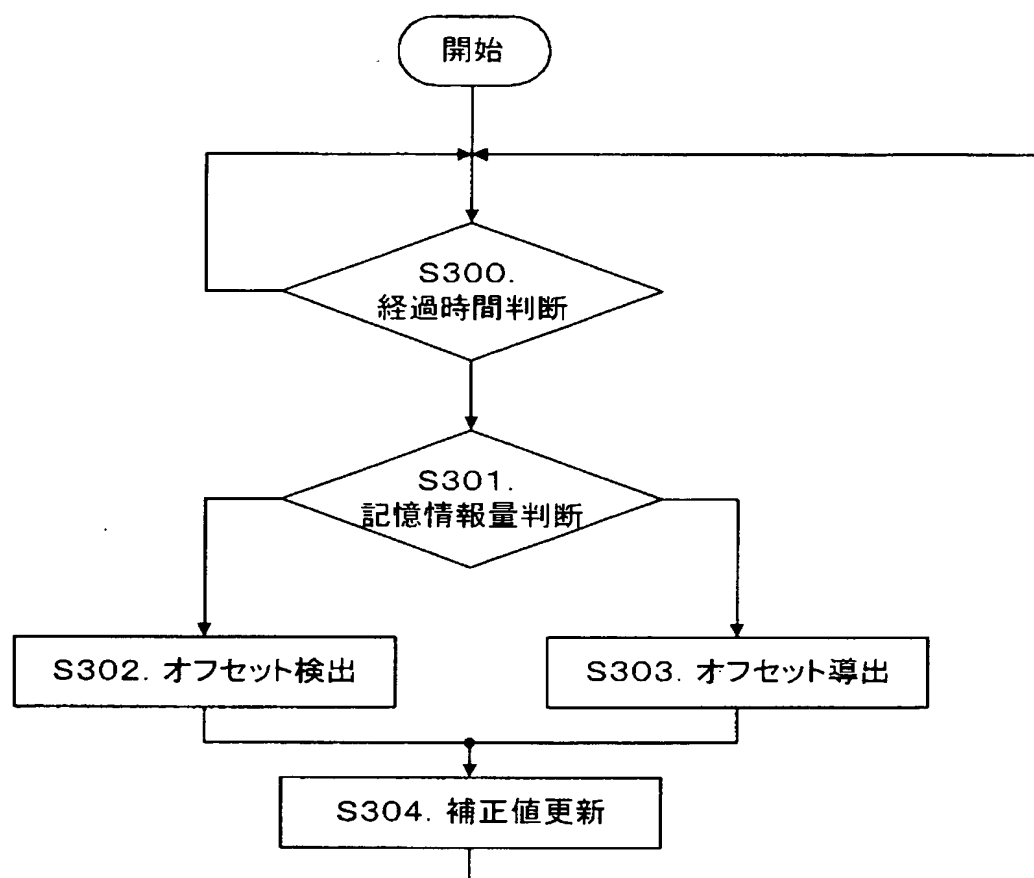 開始
S300.
経過時間判断
S301.
記憶情報量判断
S302. オフセット検出
S303. オフセット導出
S304. 補正値更新